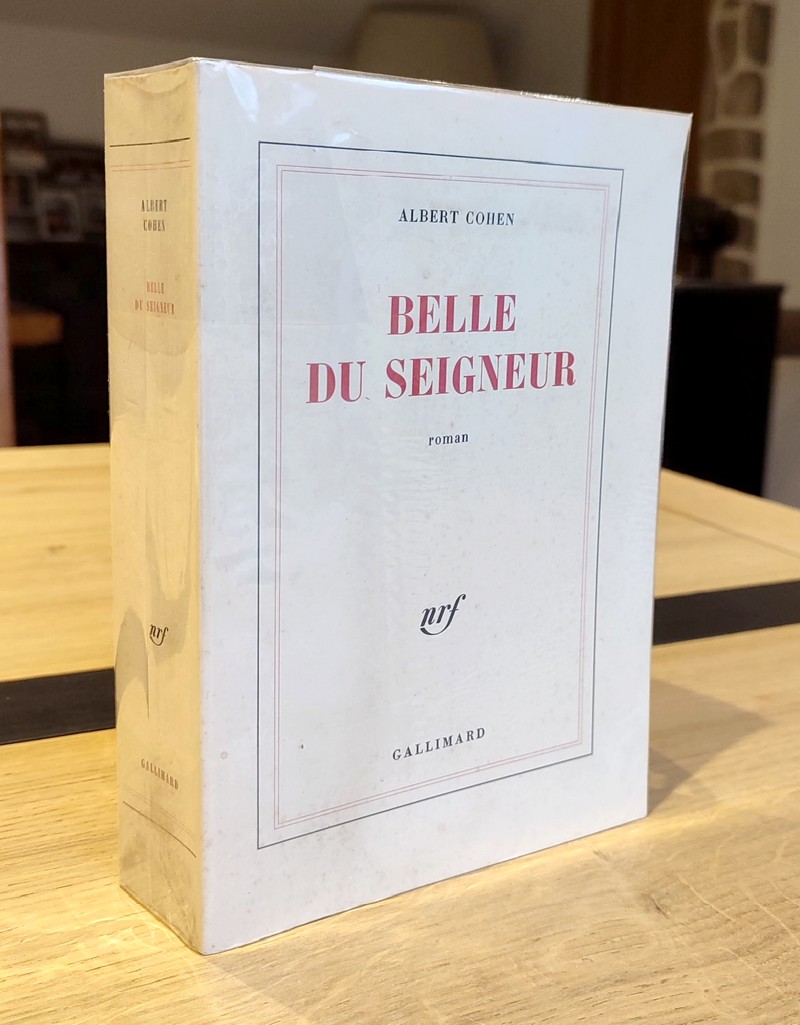 ALBERT
COHEN
BELLE
DU SEIGNEUR
nrf
GALLIMARD
ALBERT COHEN
BELLE
DU SEIGNEUR
roman
nrf
GALLIMARD